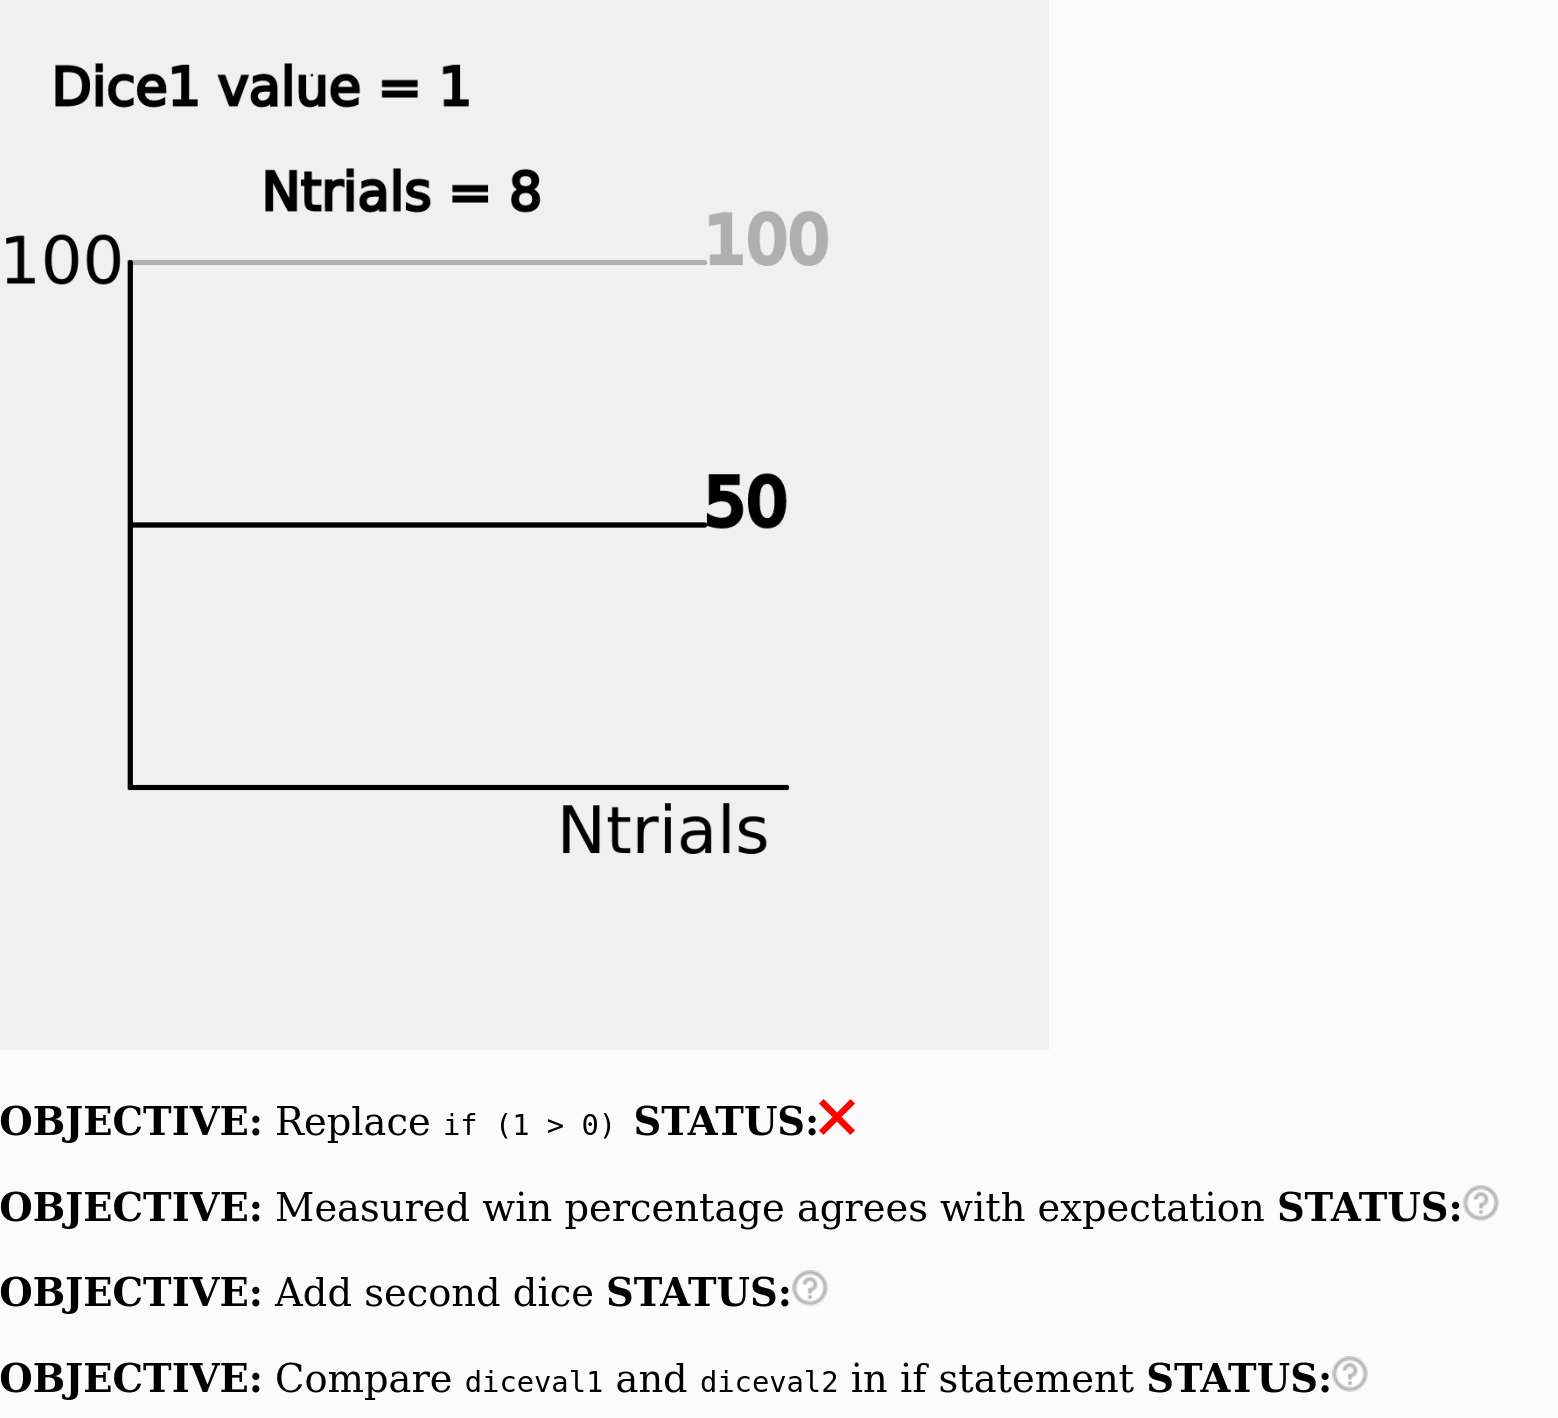 Dice1 value = 1
Ntrials = 8
100
100
50
Ntrials
OBJECTIVE: Replace if (1 > 0) STATUS:❌
OBJECTIVE: Measured win percentage agrees with expectation STATUS:?
OBJECTIVE: Add second dice STATUS:?
OBJECTIVE: Compare diceval1 and diceval2 in if statement STATUS:?